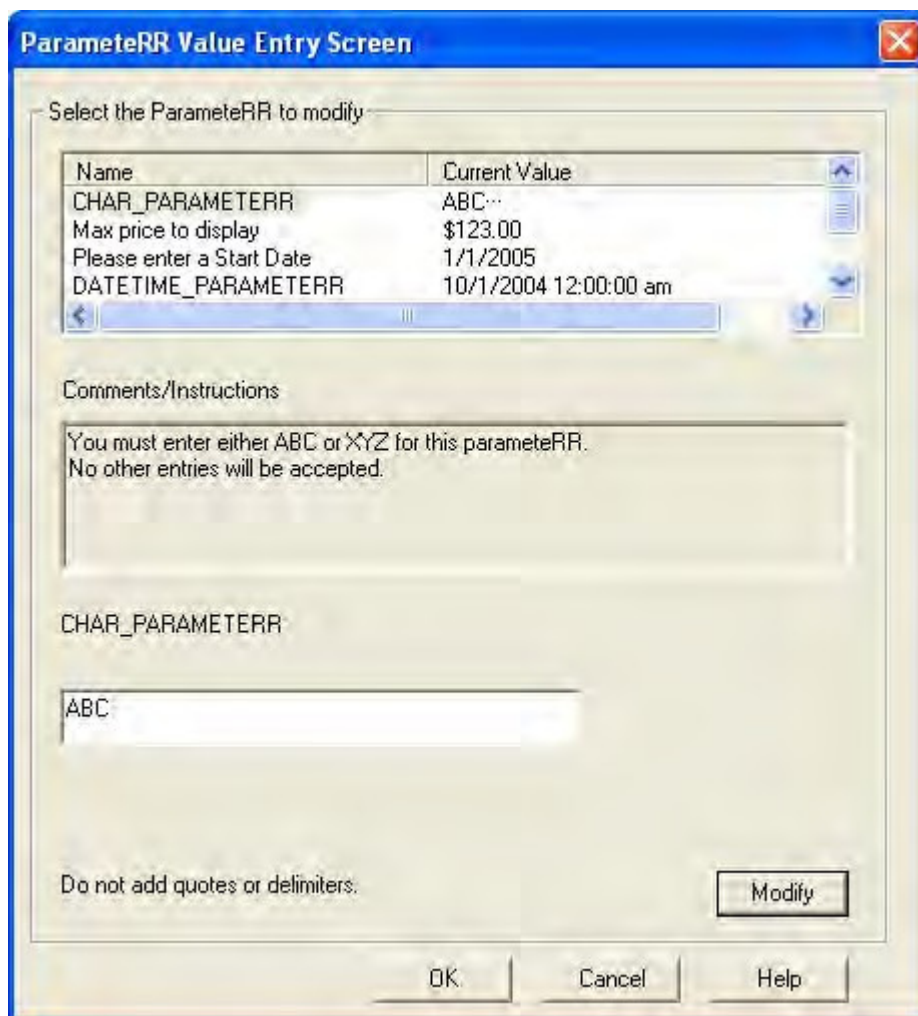 ParameteRR Value Entry Screen
Select the ParameteRR to modify
Name Current Value
CHAR_PARAMETERR ABC...
Max price to display $123.00
Please enter a Start Date 1/1/2005
DATETIME_PARAMETERR 10/1/2004 12:00:00 am
Comments/Instructions
You must enter either ABC or XYZ for this parameteRR.
No other entries will be accepted.
CHAR_PARAMETERR
ABC
Do not add quotes or delimiters.
Modify
OK Cancel Help